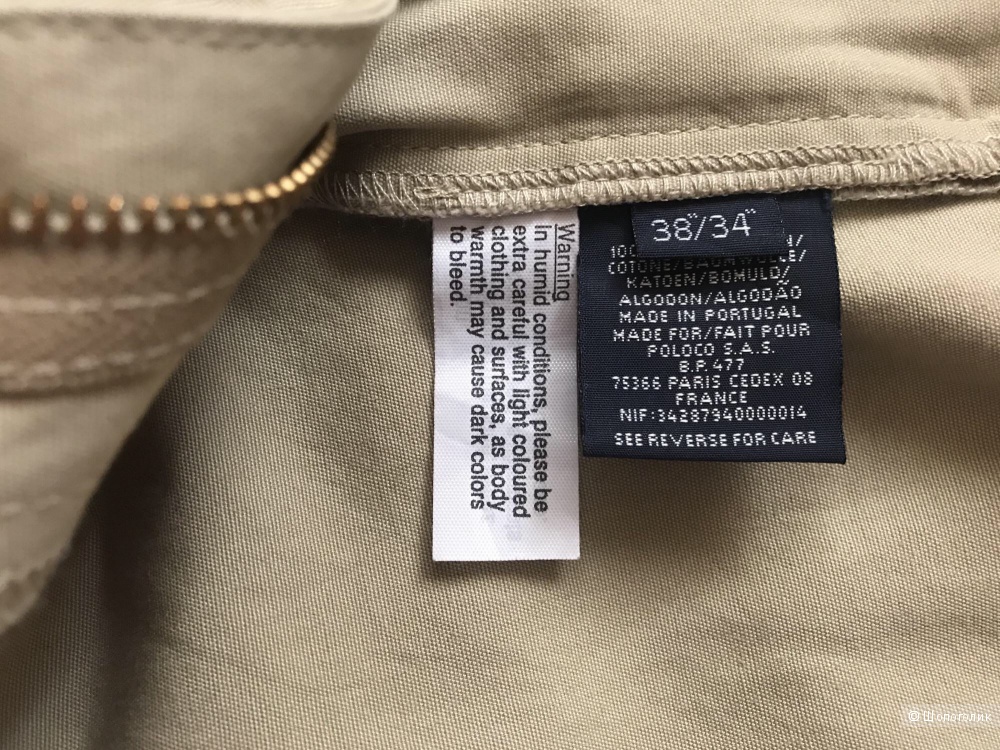 Warning
In humid conditions, please be
extra careful with light coloured
clothing and surfaces, as body
warmth may cause dark colors
to bleed.
38"/34"
100
COTONE/BAUMWOLLE/
KATOEN/BOMULD/
ALGODON/ALGODÃO
MADE IN PORTUGAL
MADE FOR/FAIT POUR
POLOCO S.A.S.
B.P. 477
75366 PARIS CEDEX 08
FRANCE
NIF:34287940000014
SEE REVERSE FOR CARE
© Шопоголик